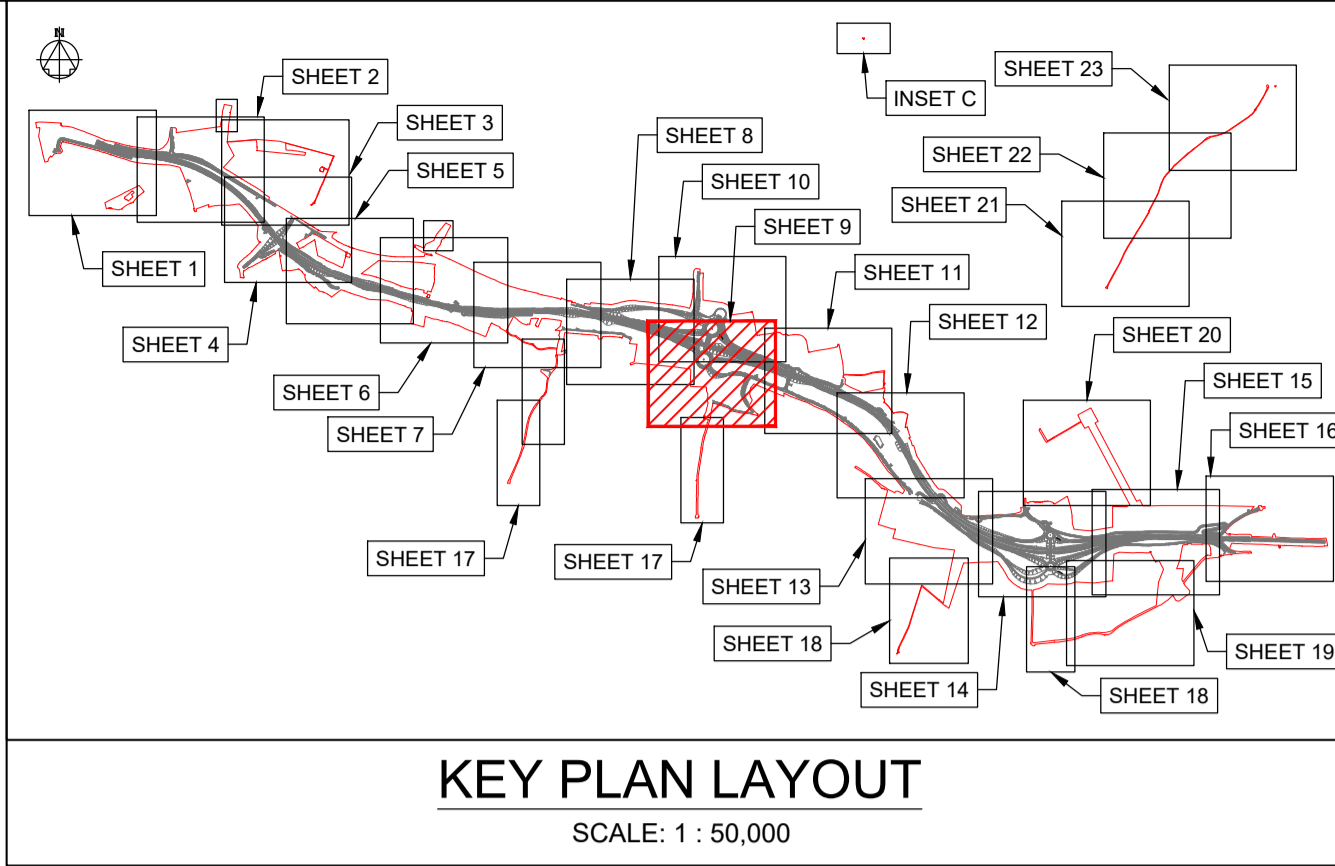 N
SHEET 2
SHEET 3
SHEET 5
SHEET 8
SHEET 10
SHEET 9
INSET C
SHEET 23
SHEET 22
SHEET 21
SHEET 1
SHEET 4
SHEET 6
SHEET 7
SHEET 11
SHEET 12
SHEET 20
SHEET 15
SHEET 16
SHEET 17
SHEET 17
SHEET 13
SHEET 18
SHEET 14
SHEET 18
SHEET 19
KEY PLAN LAYOUT
SCALE: 1 : 50,000